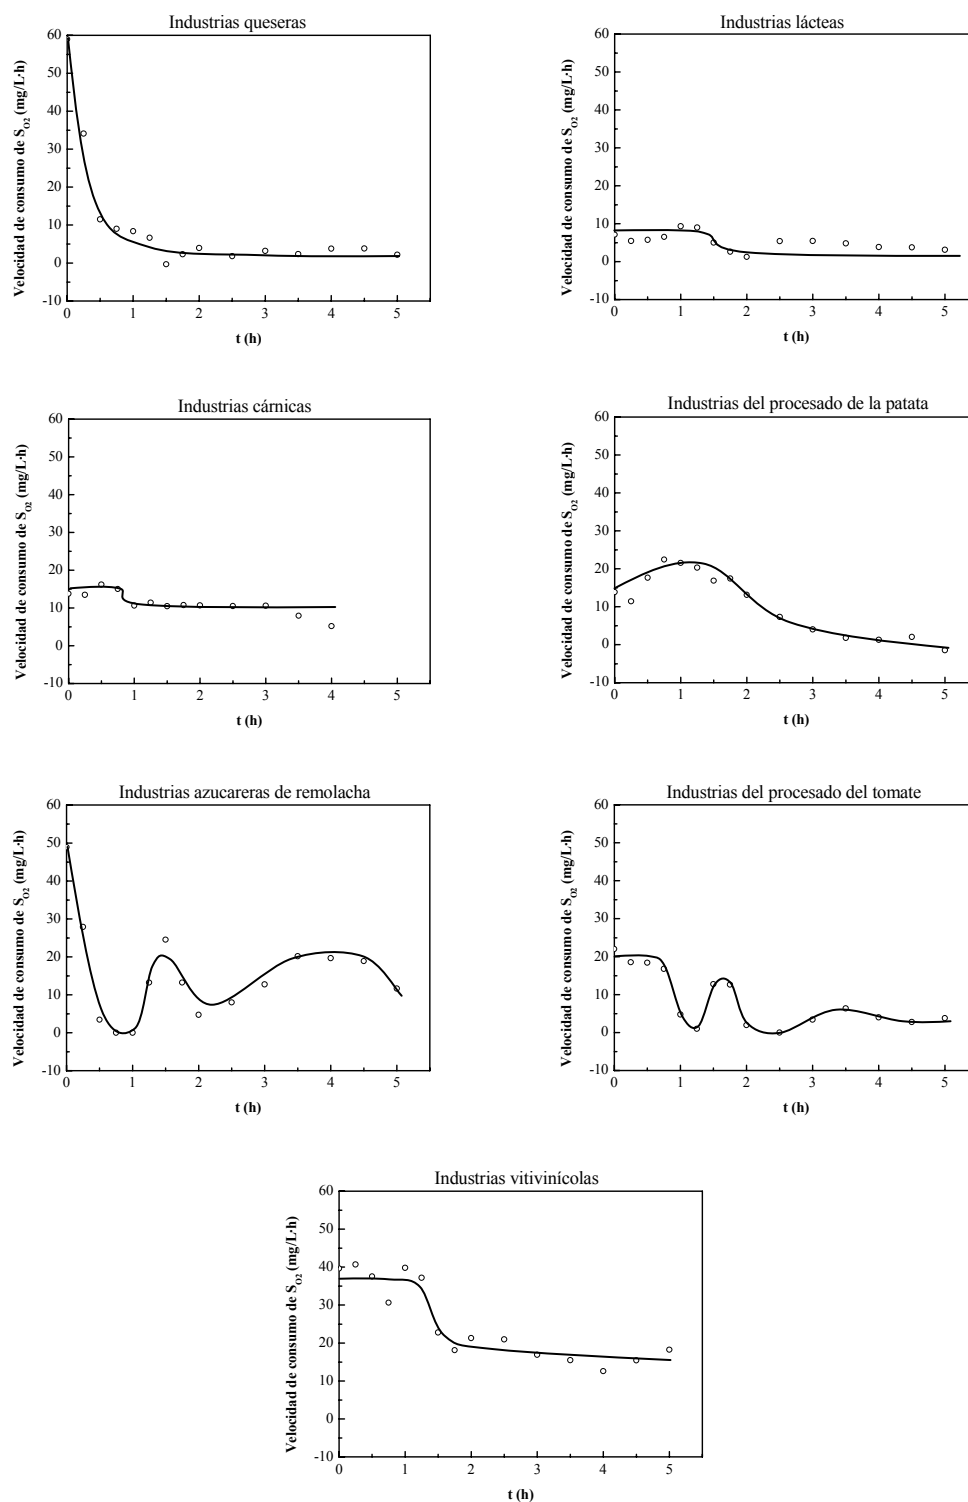 Industrias queseras
Velocidad de consumo de S_O2 (mg/L·h)
60
50
40
30
20
10
0
-10
0 1 2 3 4 5
t (h)
Industrias lácteas
Velocidad de consumo de S_O2 (mg/L·h)
60
50
40
30
20
10
0
-10
0 1 2 3 4 5
t (h)
Industrias cárnicas
Velocidad de consumo de S_O2 (mg/L·h)
60
50
40
30
20
10
0
-10
0 1 2 3 4 5
t (h)
Industrias del procesado de la patata
Velocidad de consumo de S_O2 (mg/L·h)
60
50
40
30
20
10
0
-10
0 1 2 3 4 5
t (h)
Industrias azucareras de remolacha
Velocidad de consumo de S_O2 (mg/L·h)
60
50
40
30
20
10
0
-10
0 1 2 3 4 5
t (h)
Industrias del procesado del tomate
Velocidad de consumo de S_O2 (mg/L·h)
60
50
40
30
20
10
0
-10
0 1 2 3 4 5
t (h)
Industrias vitivinícolas
Velocidad de consumo de S_O2 (mg/L·h)
60
50
40
30
20
10
0
-10
0 1 2 3 4 5
t (h)